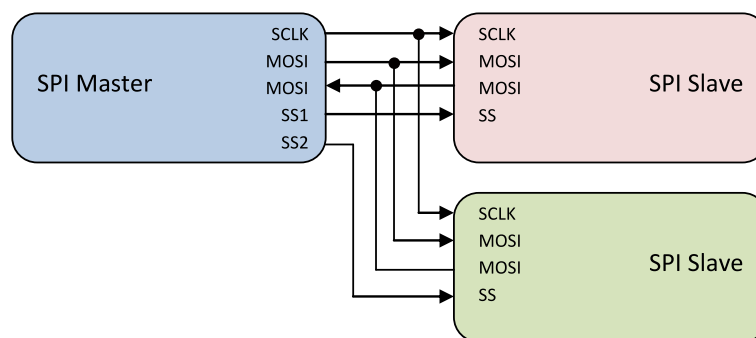 SPI Master
SCLK
MOSI
MOSI
SS1
SS2
SCLK
MOSI
MOSI
SS
SPI Slave
SCLK
MOSI
MOSI
SS
SPI Slave